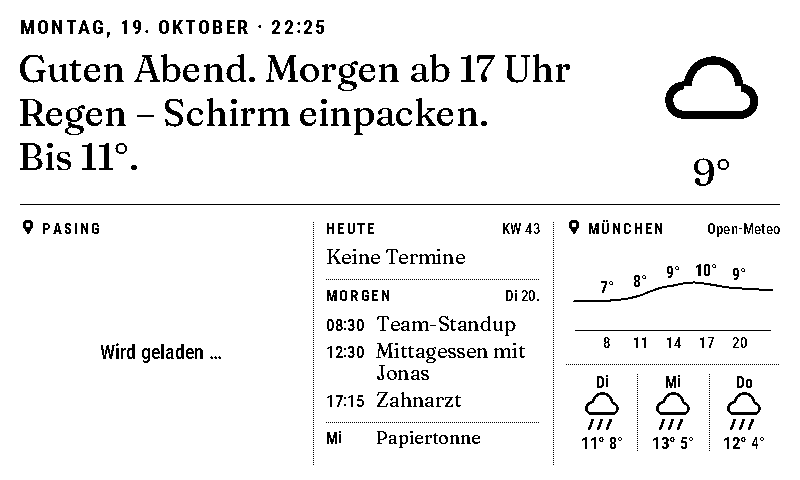 MONTAG, 19. OKTOBER · 22:25
Guten Abend. Morgen ab 17 Uhr
Regen – Schirm einpacken.
Bis 11°.
9°
PASING
Wird geladen ...
HEUTE KW 43
Keine Termine
MORGEN Di 20.
08:30 Team-Standup
12:30 Mittagessen mit
Jonas
17:15 Zahnarzt
Mi Papiertonne
MÜNCHEN Open-Meteo
7° 8° 9° 10° 9°
8 11 14 17 20
Di Mi Do
11° 8° 13° 5° 12° 4°